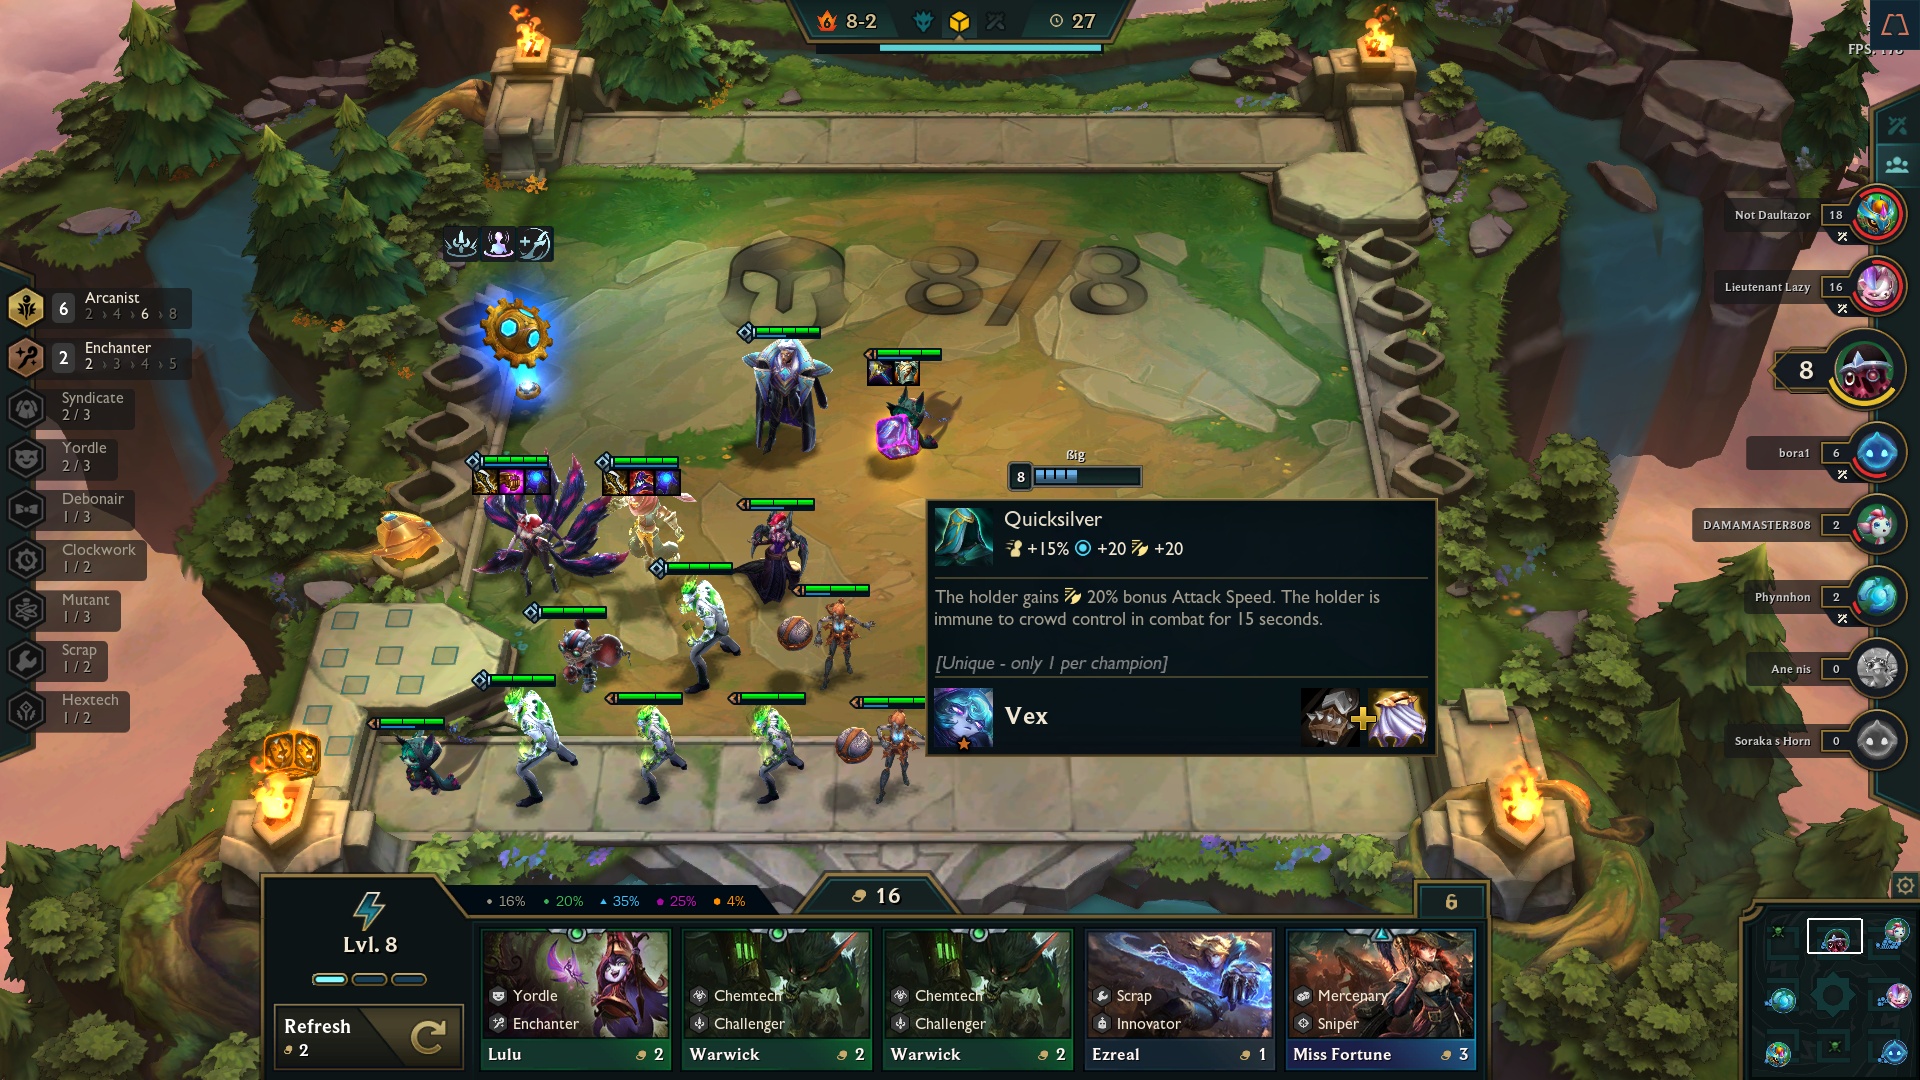 8-2
27
FPS:
8/8
6
Arcanist
2 › 4 › 6 › 8
2
Enchanter
2 › 3 › 4 › 5
Syndicate
2 / 3
Yordle
2 / 3
Debonair
1 / 3
Clockwork
1 / 2
Mutant
1 / 3
Scrap
1 / 2
Hextech
1 / 2
Not Daultazor
18
Lieutenant Lazy
16
8
bora1
6
DAMAMASTER808
2
Phynnhon
2
Ane nis
0
Soraka s Horn
0
ßig
8
Quicksilver
+15% +20 +20
The holder gains 20% bonus Attack Speed. The holder is
immune to crowd control in combat for 15 seconds.
[Unique - only 1 per champion]
Vex
+
16% 20% 35% 25% 4%
16
6
Lvl. 8
Refresh
2
Yordle
Enchanter
Lulu 2
Chemtech
Challenger
Warwick 2
Chemtech
Challenger
Warwick 2
Scrap
Innovator
Ezreal 1
Mercenary
Sniper
Miss Fortune 3